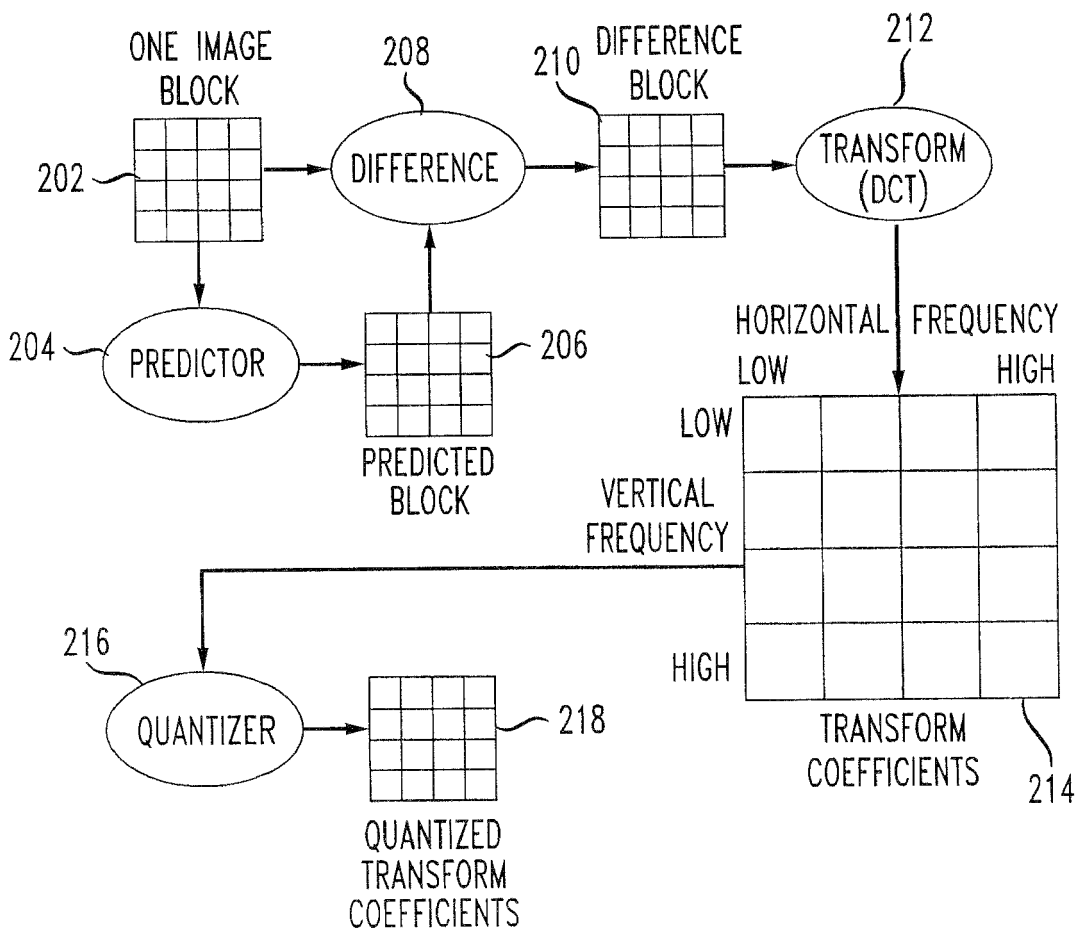 ONE IMAGE
BLOCK
202
208
DIFFERENCE
210
DIFFERENCE
BLOCK
212
TRANSFORM
(DCT)
204
PREDICTOR
206
PREDICTED
BLOCK
HORIZONTAL FREQUENCY
LOW HIGH
LOW
VERTICAL
FREQUENCY
HIGH
TRANSFORM
COEFFICIENTS
214
216
QUANTIZER
218
QUANTIZED
TRANSFORM
COEFFICIENTS